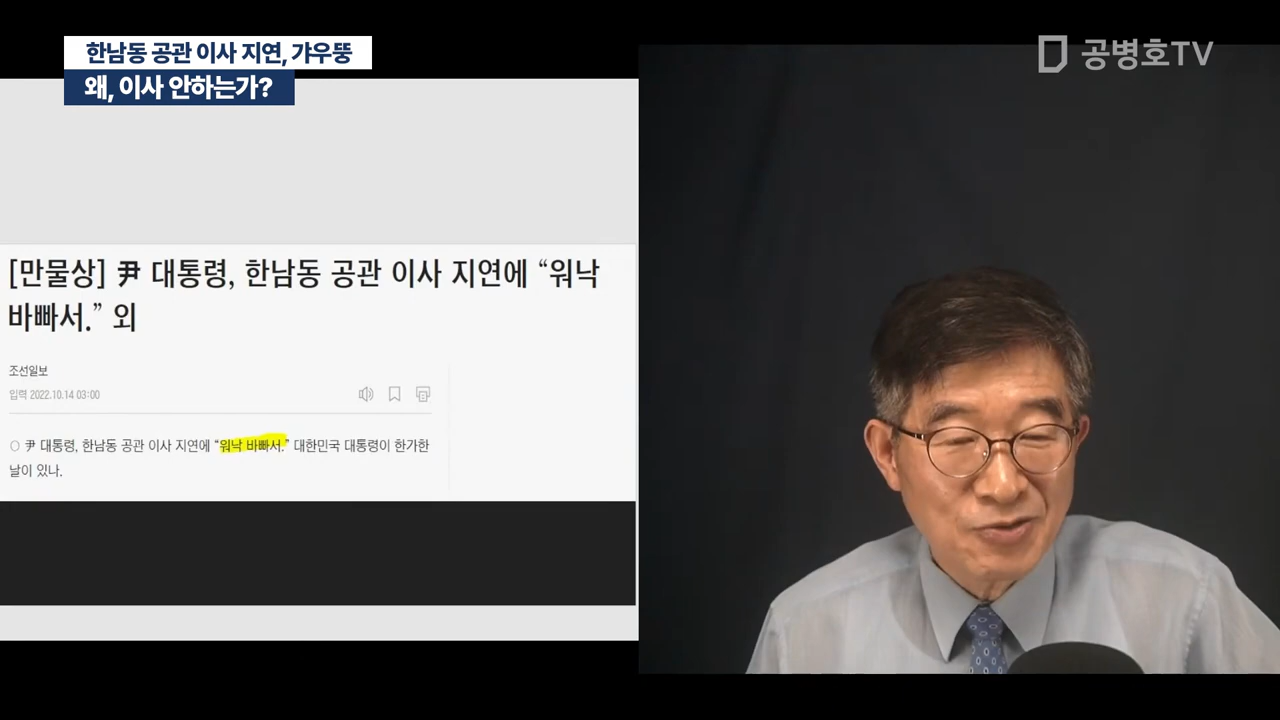 한남동 공관 이사 지연, 갸우뚱
왜, 이사 안하는가?
공병호TV
[만물상] 尹 대통령, 한남동 공관 이사 지연에 “워낙
바빠서.” 외
조선일보
입력 2022.10.14 03:00
○ 尹 대통령, 한남동 공관 이사 지연에 “워낙 바빠서.” 대한민국 대통령이 한가한
날이 있나.